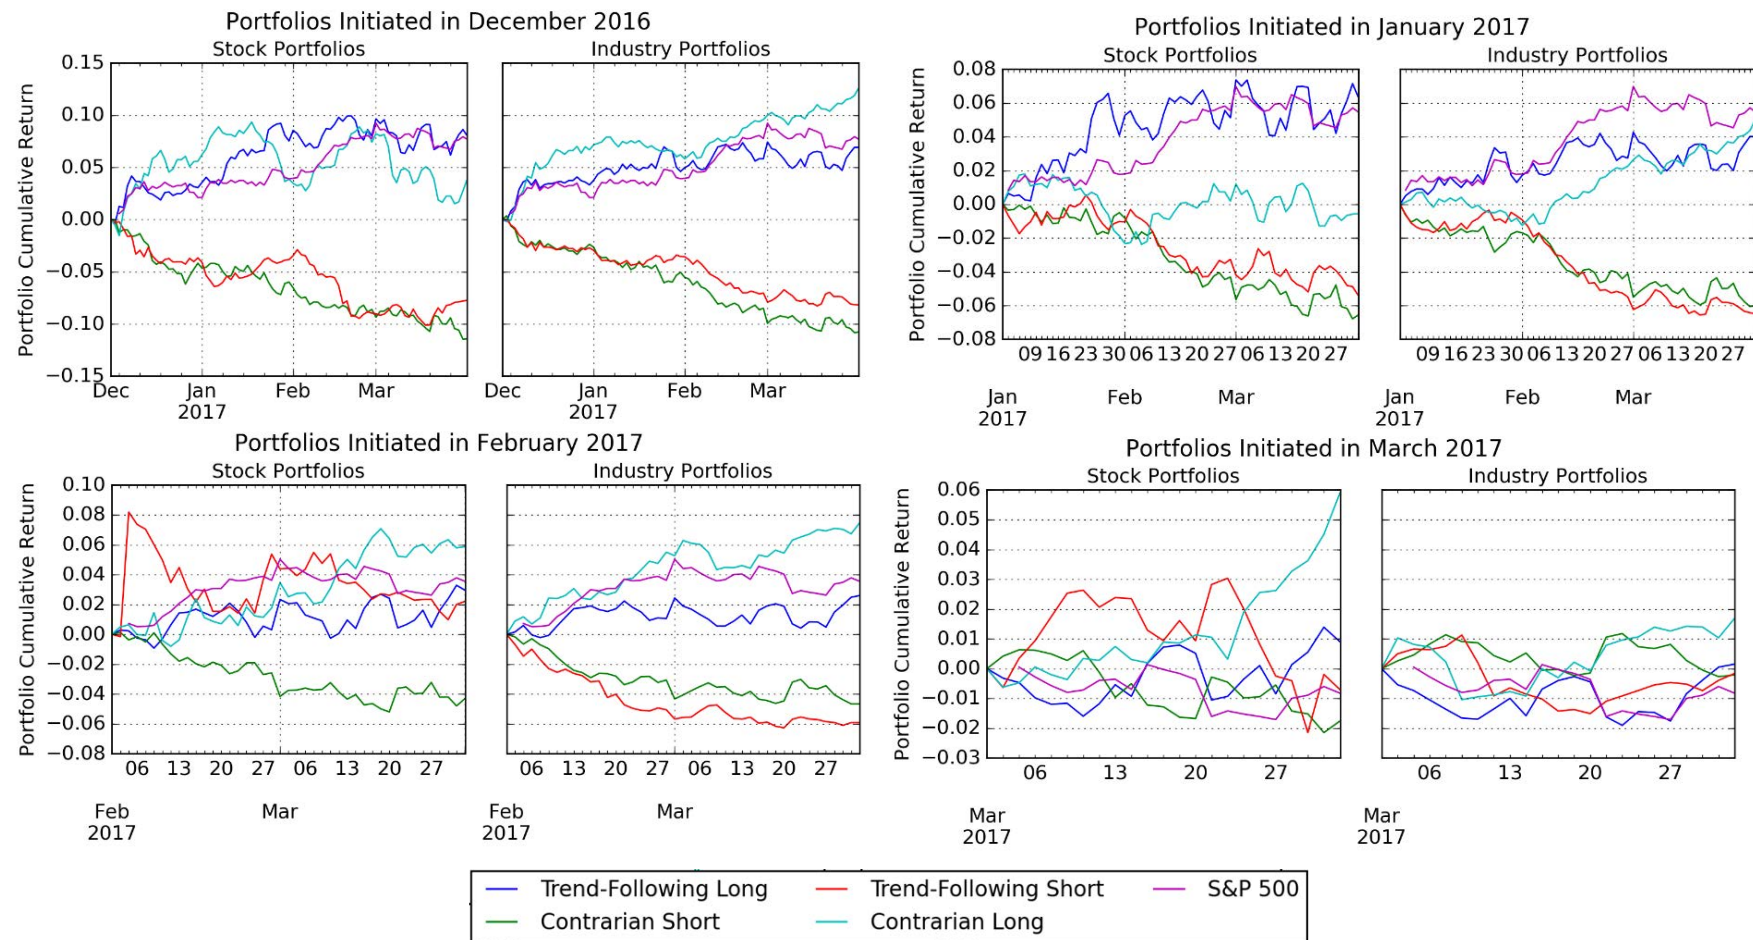 Portfolios Initiated in December 2016
Stock Portfolios
Industry Portfolios
Portfolio Cumulative Return
0.15
0.10
0.05
0.00
−0.05
−0.10
−0.15
Dec Jan Feb Mar
2017
Dec Jan Feb Mar
2017
Portfolios Initiated in January 2017
Stock Portfolios
Industry Portfolios
Portfolio Cumulative Return
0.08
0.06
0.04
0.02
0.00
−0.02
−0.04
−0.06
−0.08
09 16 23 30 06 13 20 27 06 13 20 27
Jan Feb Mar
2017
09 16 23 30 06 13 20 27 06 13 20 27
Jan Feb Mar
2017
Portfolios Initiated in February 2017
Stock Portfolios
Industry Portfolios
Portfolio Cumulative Return
0.10
0.08
0.06
0.04
0.02
0.00
−0.02
−0.04
−0.06
−0.08
06 13 20 27 06 13 20 27
Feb Mar
2017
06 13 20 27 06 13 20 27
Feb Mar
2017
Portfolios Initiated in March 2017
Stock Portfolios
Industry Portfolios
Portfolio Cumulative Return
0.06
0.05
0.04
0.03
0.02
0.01
0.00
−0.01
−0.02
−0.03
06 13 20 27
Mar
2017
06 13 20 27
Mar
2017
Trend-Following Long Trend-Following Short S&P 500
Contrarian Short Contrarian Long